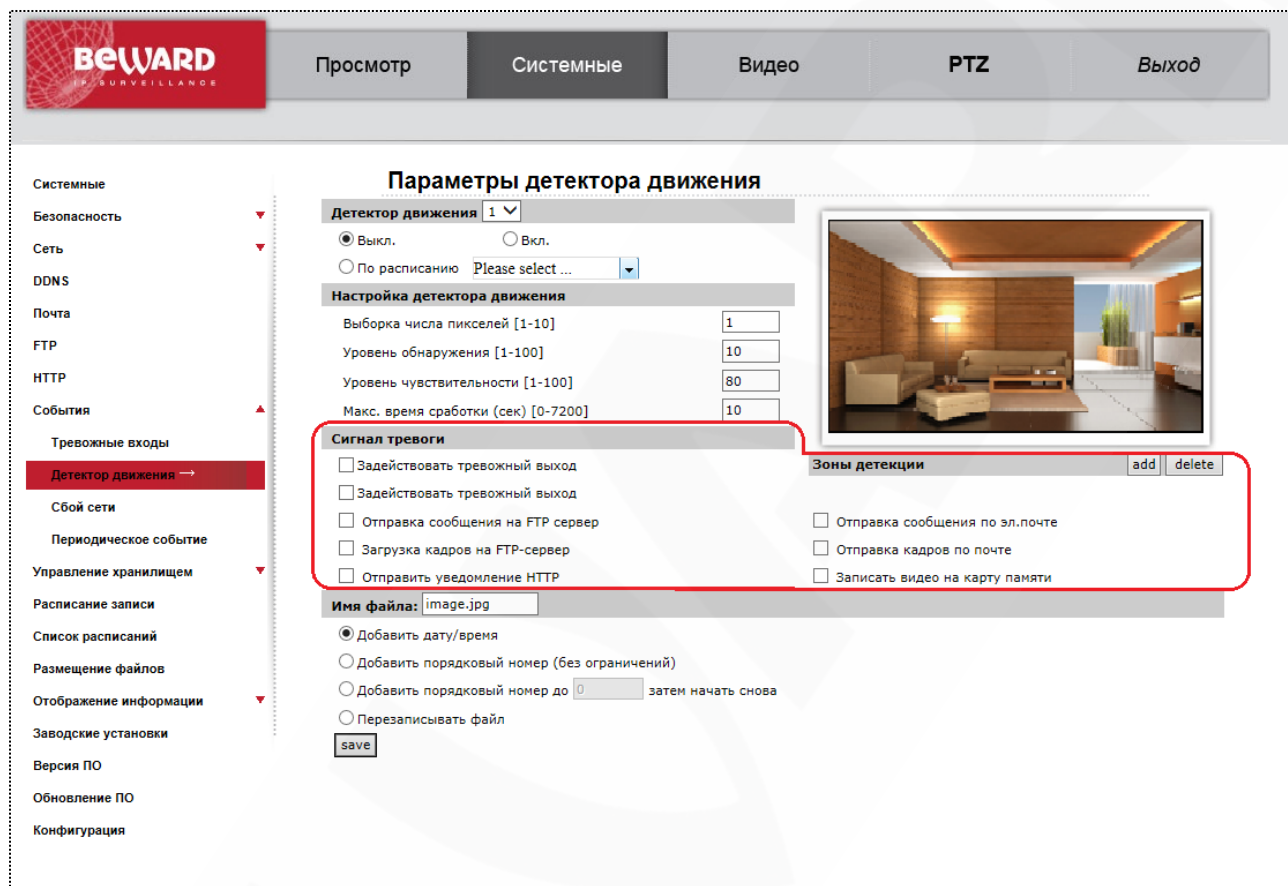 BEWARD
IP SURVEILLANCE
Просмотр
Системные
Видео
PTZ
Выход
Системные
Безопасность
Сеть
DDNS
Почта
FTP
HTTP
События
Тревожные входы
Детектор движения →
Сбой сети
Периодическое событие
Управление хранилищем
Расписание записи
Список расписаний
Размещение файлов
Отображение информации
Заводские установки
Версия ПО
Обновление ПО
Конфигурация
Параметры детектора движения
Детектор движения 1
Выкл. Вкл.
По расписанию Please select ...
Настройка детектора движения
Выборка числа пикселей [1-10] 1
Уровень обнаружения [1-100] 10
Уровень чувствительности [1-100] 80
Макс. время сработки (сек) [0-7200] 10
Сигнал тревоги
Задействовать тревожный выход
Зоны детекции add delete
Задействовать тревожный выход
Отправка сообщения на FTP сервер
Отправка сообщения по эл.почте
Загрузка кадров на FTP-сервер
Отправка кадров по почте
Отправить уведомление HTTP
Записать видео на карту памяти
Имя файла: image.jpg
Добавить дату/время
Добавить порядковый номер (без ограничений)
Добавить порядковый номер до 0 затем начать снова
Перезаписывать файл
save